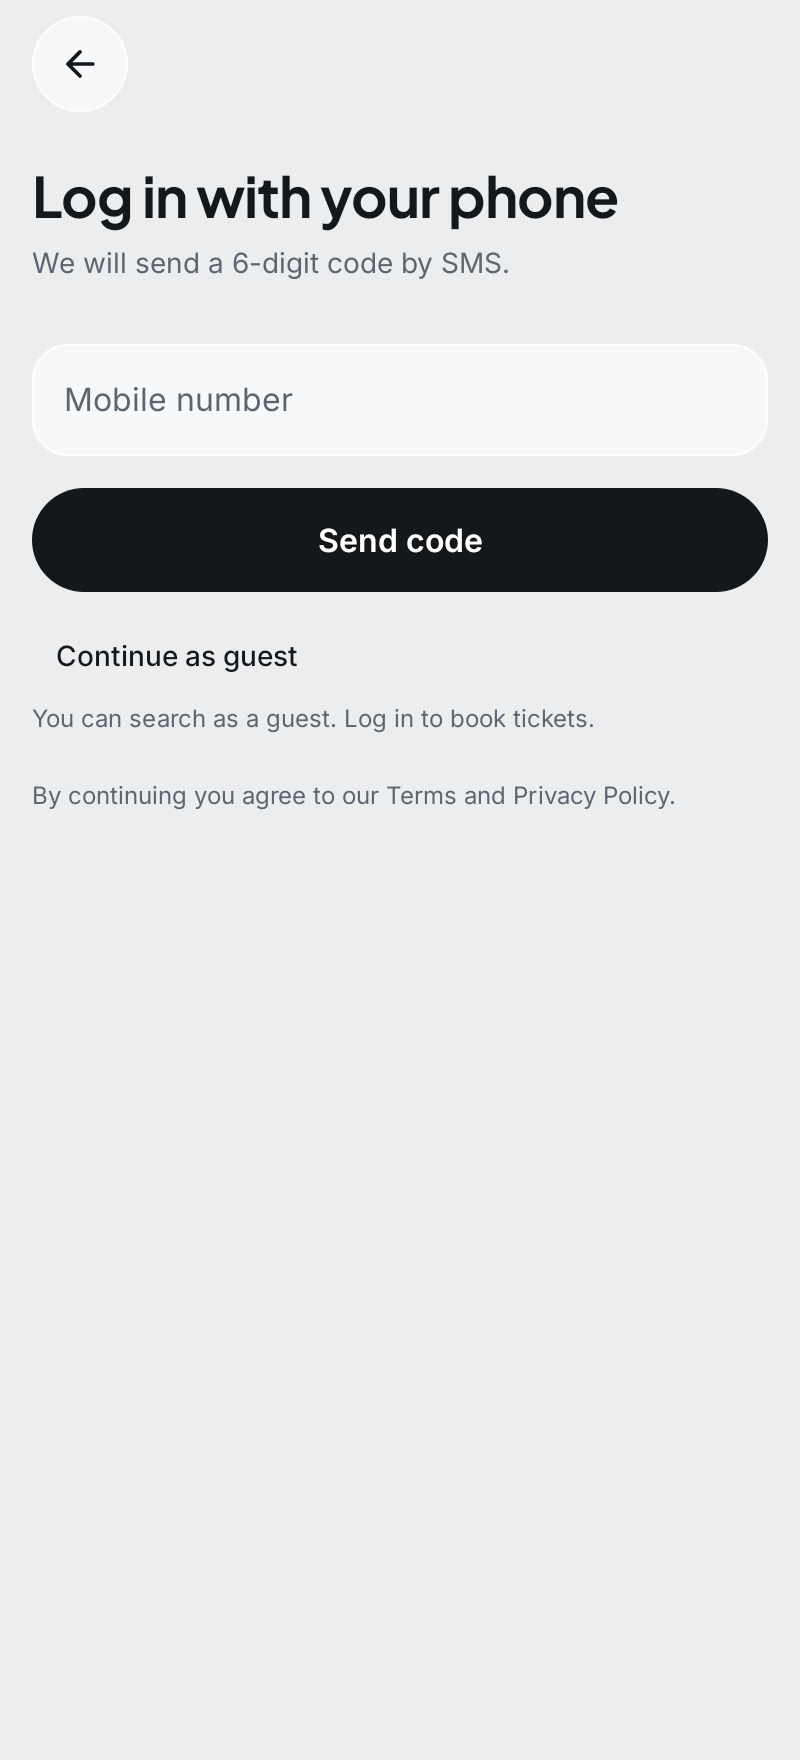 Log in with your phone
We will send a 6-digit code by SMS.
Mobile number
Send code
Continue as guest
You can search as a guest. Log in to book tickets.
By continuing you agree to our Terms and Privacy Policy.